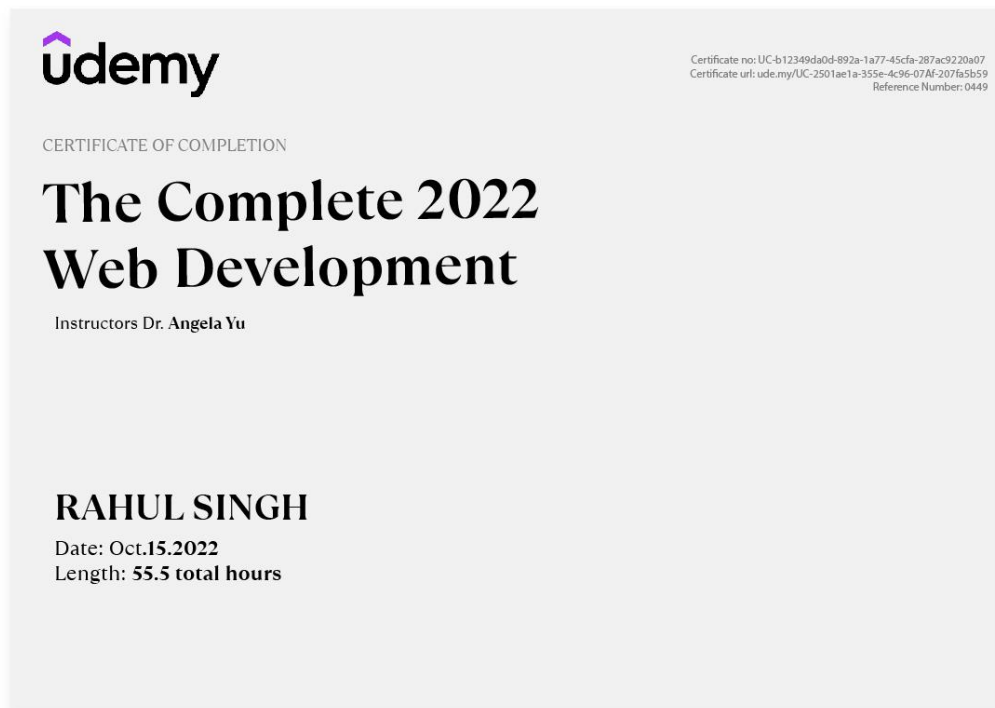 udemy
Certificate no: UC-b12349da0d-892a-1a77-45cfa-287ac9220a07
Certificate url: ude.my/UC-2501ae1a-355e-4c96-07Af-207fa5b59
Reference Number: 0449
CERTIFICATE OF COMPLETION
The Complete 2022
Web Development
Instructors Dr. Angela Yu
RAHUL SINGH
Date: Oct.15.2022
Length: 55.5 total hours